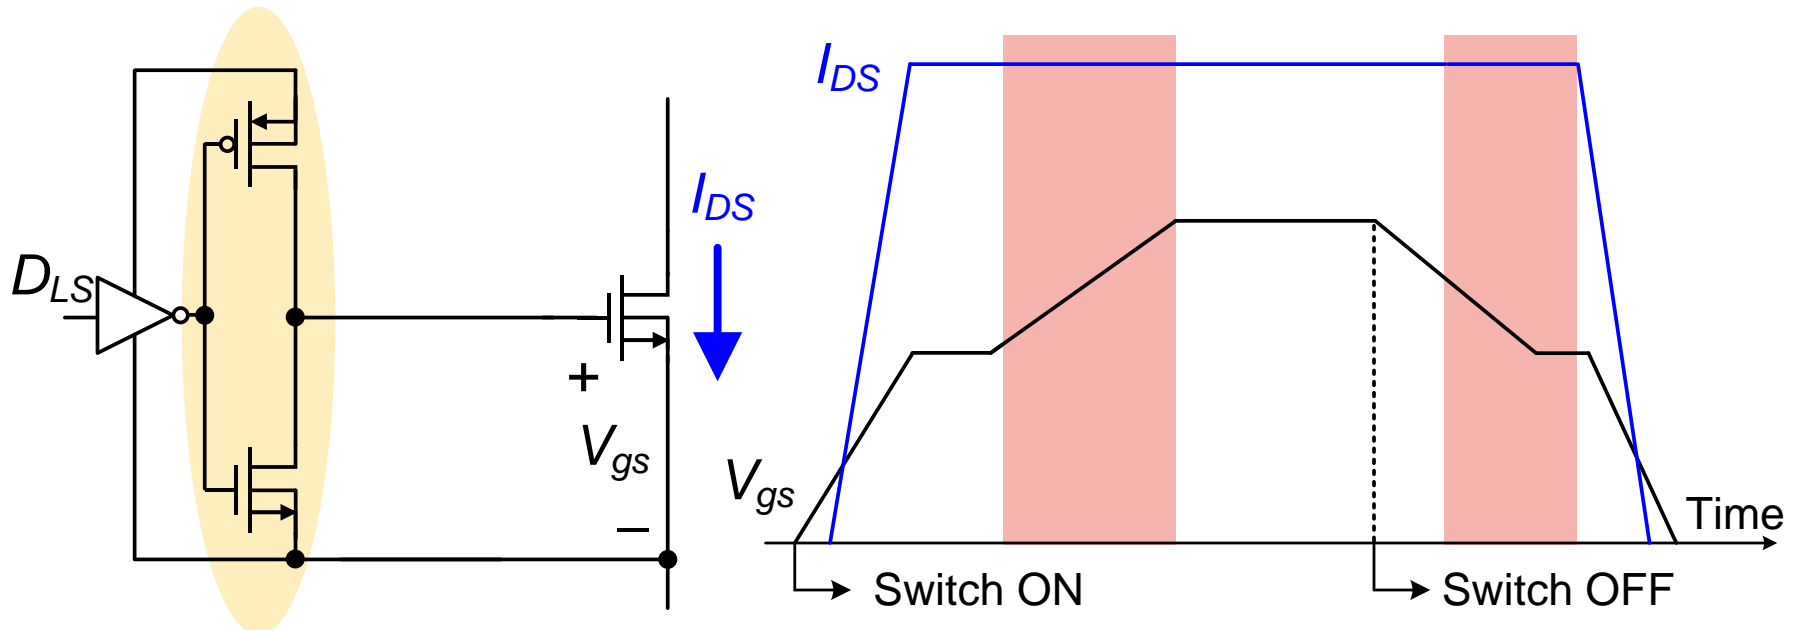 D_LS
I_DS
+
V_gs
–
I_DS
V_gs
Time
Switch ON
Switch OFF